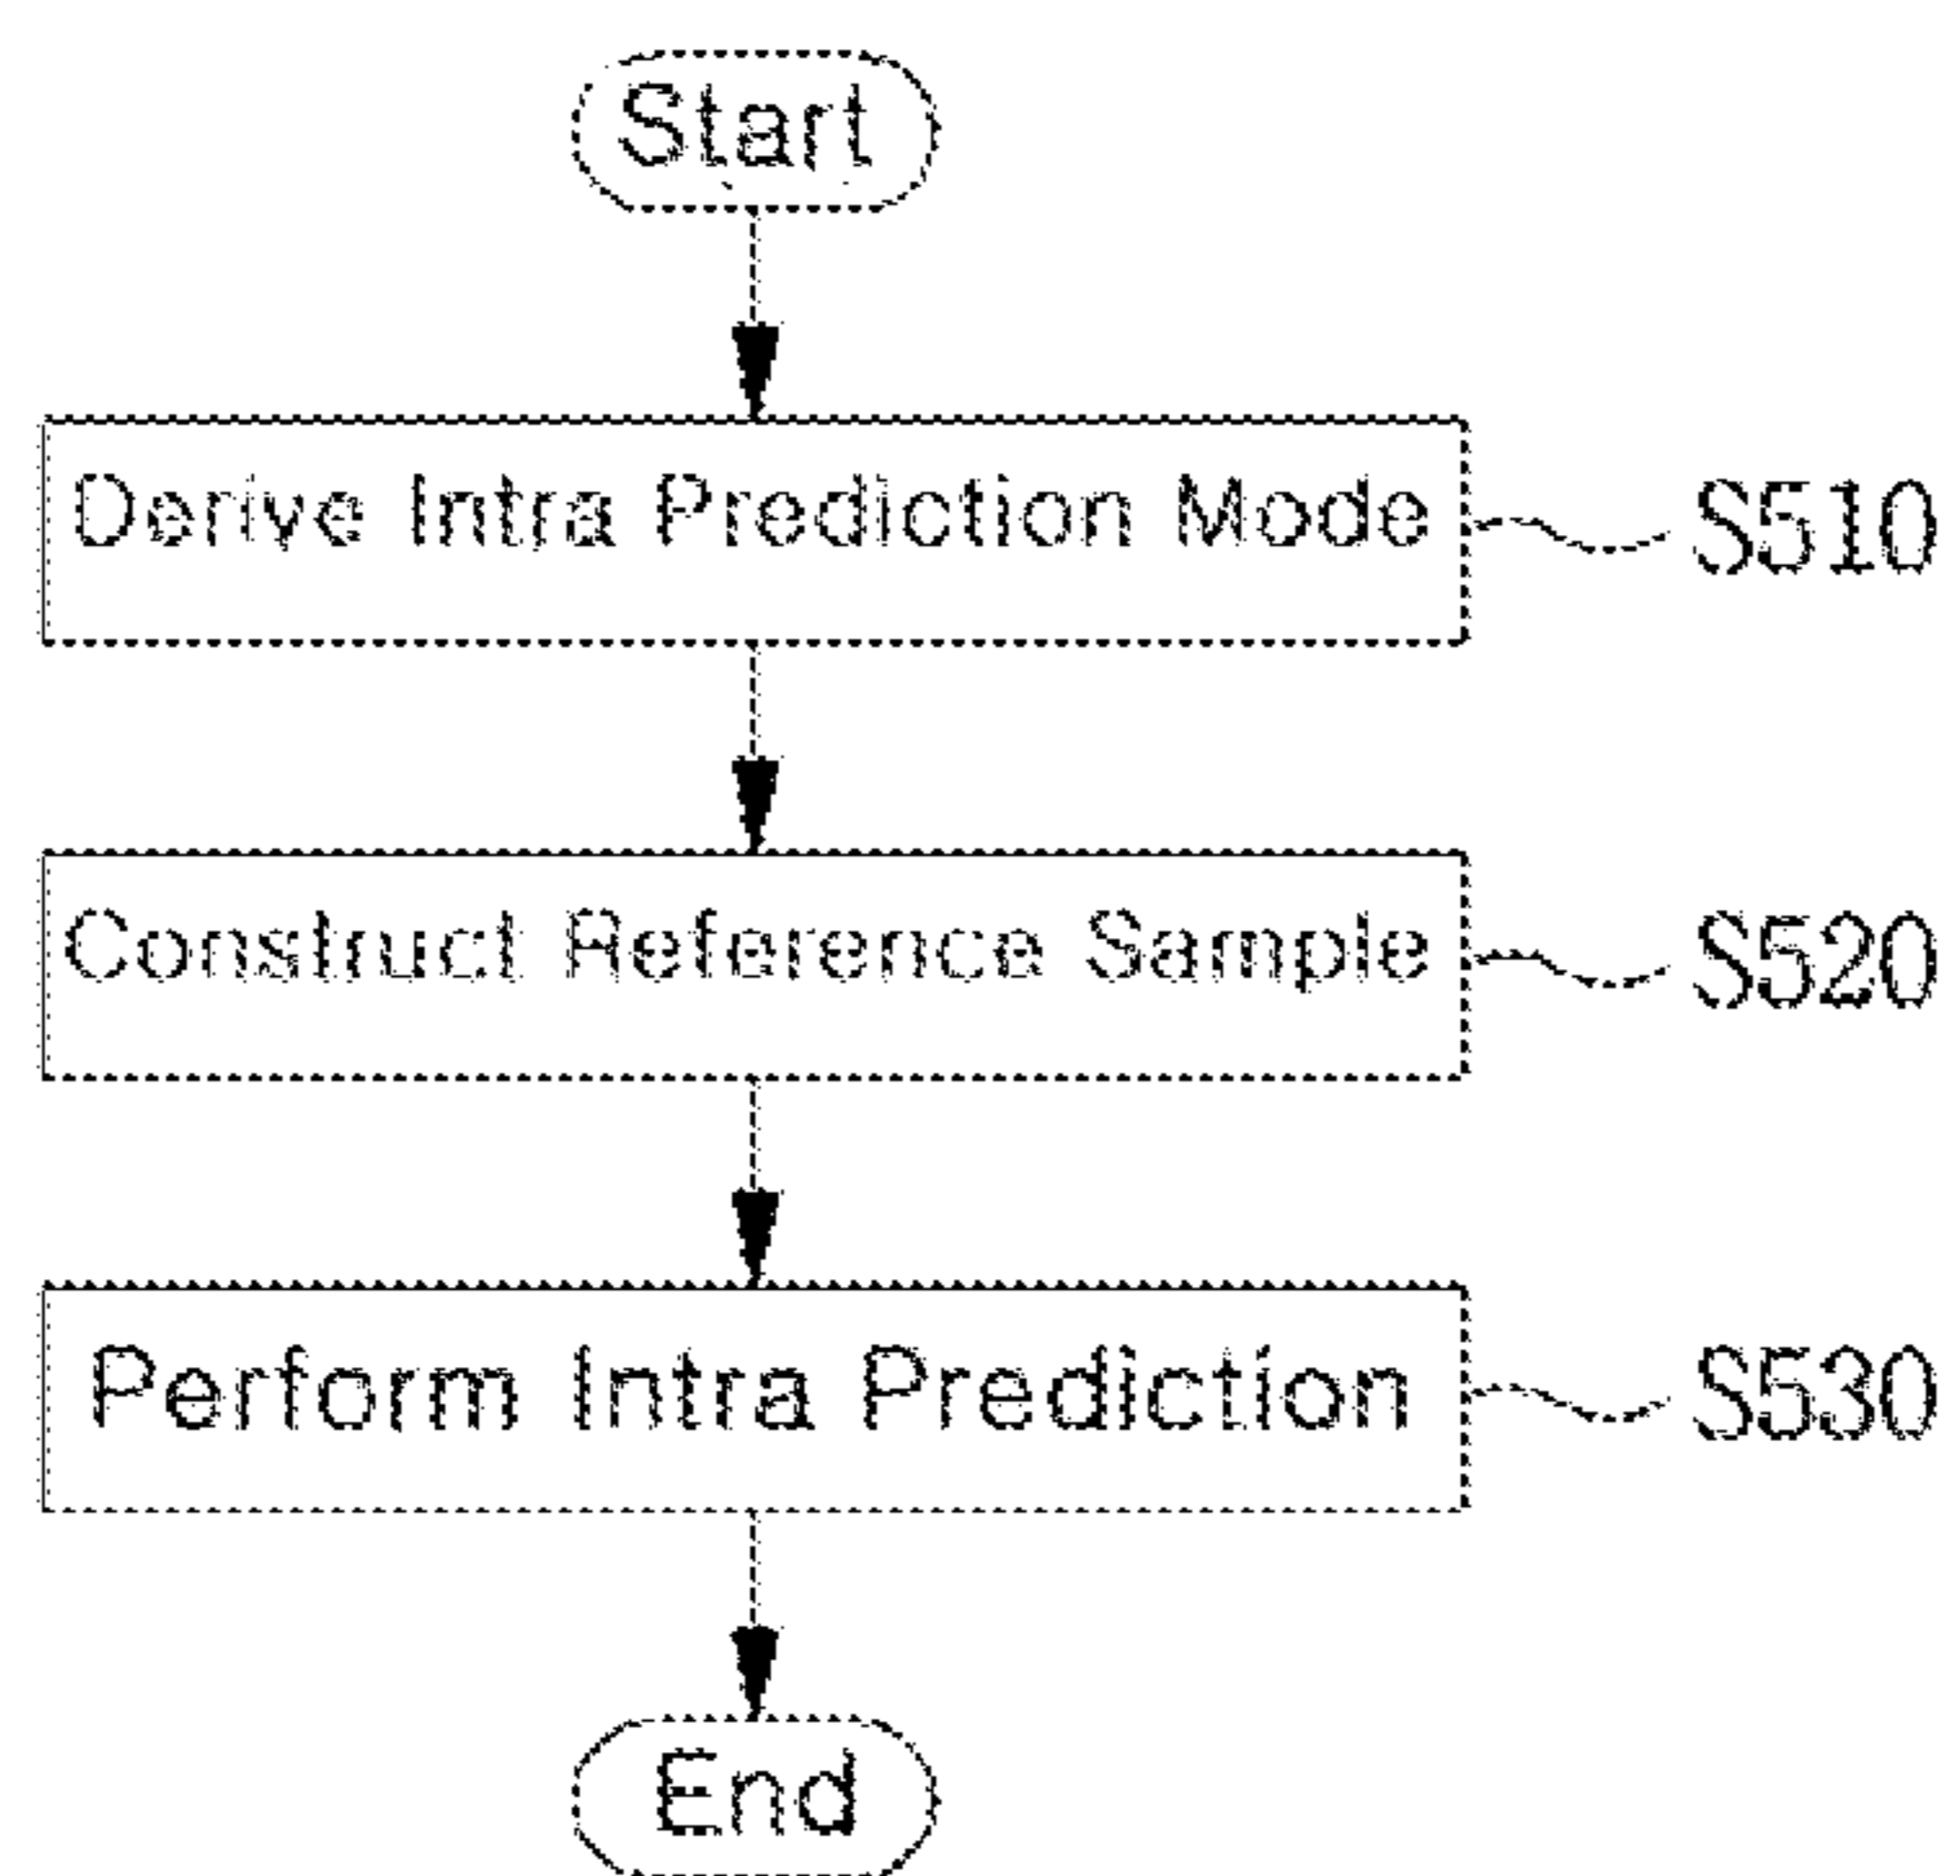 Start
Derive Intra Prediction Mode
S510
Construct Reference Sample
S520
Perform Intra Prediction
S530
End